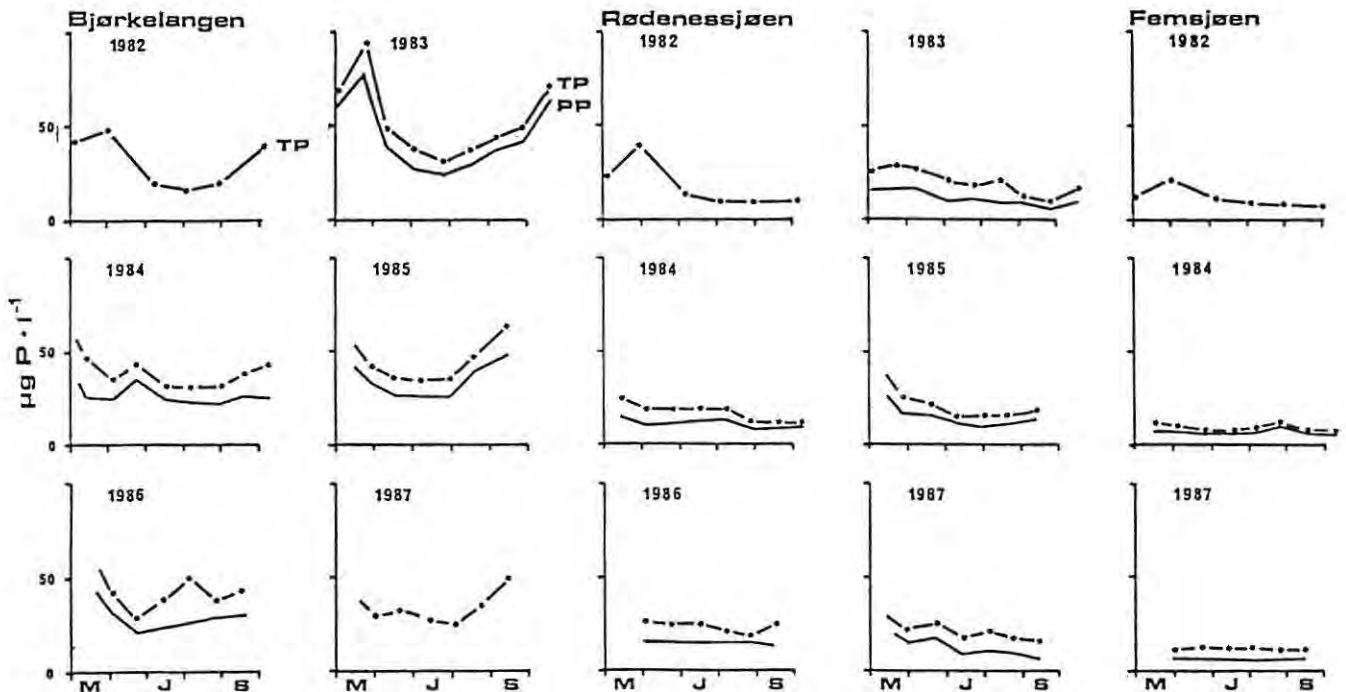 Bjørkelangen Rødenessjøen Femsjøen
1982 1983 1982 1983 1982
TP
PP
50 TP
0
1984 1985 1984 1985 1984
µg P · l⁻¹
50
0
1986 1987 1986 1987 1987
50
0
M J S M J S M J S M J S M J S